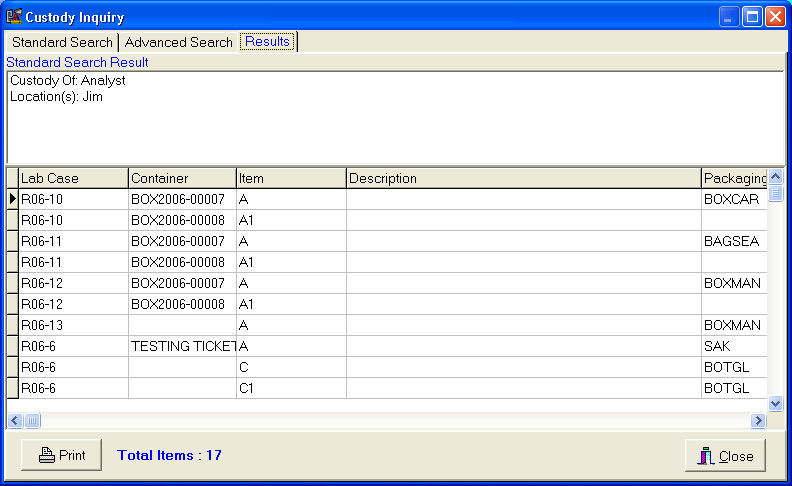 Custody Inquiry
Standard Search Advanced Search Results
Standard Search Result
Custody Of: Analyst
Location(s): Jim
Lab Case Container Item Description Packaging
R06-10 BOX2006-00007 A BOXCAR
R06-10 BOX2006-00008 A1
R06-11 BOX2006-00007 A BAGSEA
R06-11 BOX2006-00008 A1
R06-12 BOX2006-00007 A BOXMAN
R06-12 BOX2006-00008 A1
R06-13 A BOXMAN
R06-6 TESTING TICKET A SAK
R06-6 C BOTGL
R06-6 C1 BOTGL
Print Total Items : 17 Close